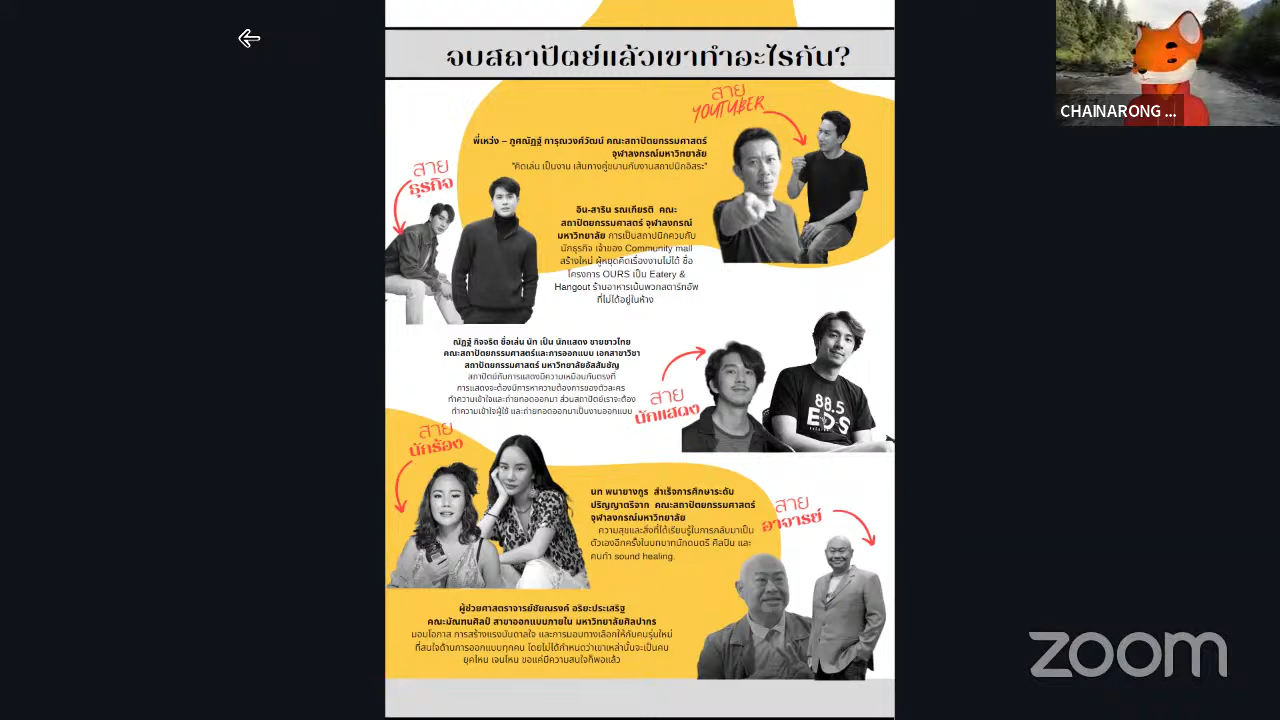 จบสถาปัตย์แล้วเขาทำอะไรกัน?
CHAINARONG ...
สาย
YOUTUBER
พี่เหว่ง – ภูศณัฏฐ์ การุณวงศ์วัฒน์ คณะสถาปัตยกรรมศาสตร์
จุฬาลงกรณ์มหาวิทยาลัย
"คิดเล่น เป็นงาน เส้นทางคู่ขนานกับงานสถาปนิกอิสระ"
สาย
ธุรกิจ
อิน-สาริน รณเกียรติ คณะ
สถาปัตยกรรมศาสตร์ จุฬาลงกรณ์
มหาวิทยาลัย การเป็นสถาปนิกควบกับ
นักธุรกิจ เจ้าของ Community mall
สร้างใหม่ ผู้หยุดคิดเรื่องงานไม่ได้ ชื่อ
โครงการ OURS เป็น Eatery &
Hangout ร้านอาหารเน้นพวกสตาร์ทอัพ
ที่ไม่ได้อยู่ในห้าง
ณัฏฐ์ กิจจริต ชื่อเล่น นัท เป็น นักแสดง ชายชาวไทย
คณะสถาปัตยกรรมศาสตร์และการออกแบบ เอกสาขาวิชา
สถาปัตยกรรมศาสตร์ มหาวิทยาลัยอัสสัมชัญ
สถาปัตย์กับการแสดงมีความเหมือนกันตรงที่
การแสดงจะต้องมีการหาความต้องการของตัวละคร
ทำความเข้าใจและถ่ายทอดออกมา ส่วนสถาปัตย์เราจะต้อง
ทำความเข้าใจผู้ใช้ และถ่ายทอดออกมาเป็นงานออกแบบ
สาย
นักแสดง
88.5
EDS
สาย
นักร้อง
นท พนายางกูร สำเร็จการศึกษาระดับ
ปริญญาตรีจาก คณะสถาปัตยกรรมศาสตร์
จุฬาลงกรณ์มหาวิทยาลัย
ความสุขและสิ่งที่ได้เรียนรู้ในการกลับมาเป็น
ตัวเองอีกครั้งในบทบาทนักดนตรี ศิลปิน และ
คนทำ sound healing.
สาย
อาจารย์
ผู้ช่วยศาสตราจารย์ชัยณรงค์ อริยะประเสริฐ
คณะมัณฑนศิลป์ สาขาออกแบบภายใน มหาวิทยาลัยศิลปากร
มอบโอกาส การสร้างแรงบันดาลใจ และการมอบทางเลือกให้กับคนรุ่นใหม่
ที่สนใจด้านการออกแบบทุกคน โดยไม่ได้กำหนดว่าเขาเหล่านั้นจะเป็นคน
ยุคไหน เจนไหน ขอแค่มีความสนใจก็พอแล้ว
zoom